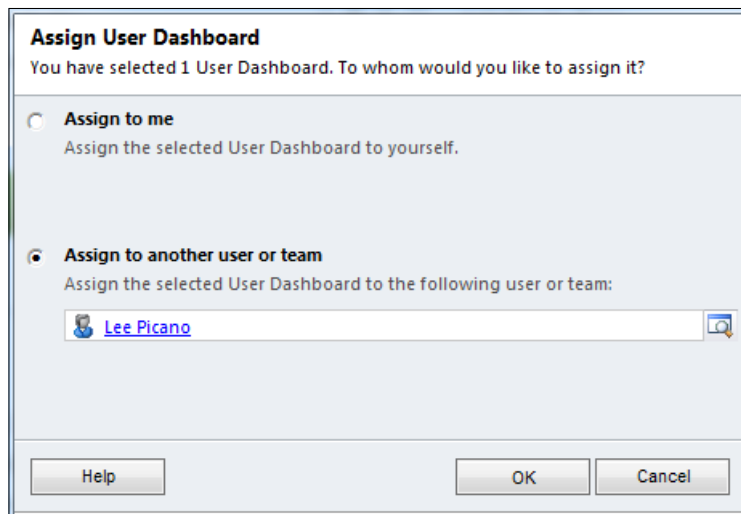 Assign User Dashboard
You have selected 1 User Dashboard. To whom would you like to assign it?
Assign to me
Assign the selected User Dashboard to yourself.
Assign to another user or team
Assign the selected User Dashboard to the following user or team:
Lee Picano
Help OK Cancel